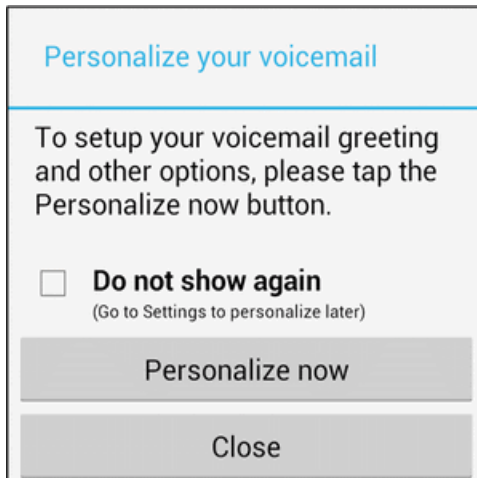 Personalize your voicemail
To setup your voicemail greeting
and other options, please tap the
Personalize now button.
Do not show again
(Go to Settings to personalize later)
Personalize now
Close